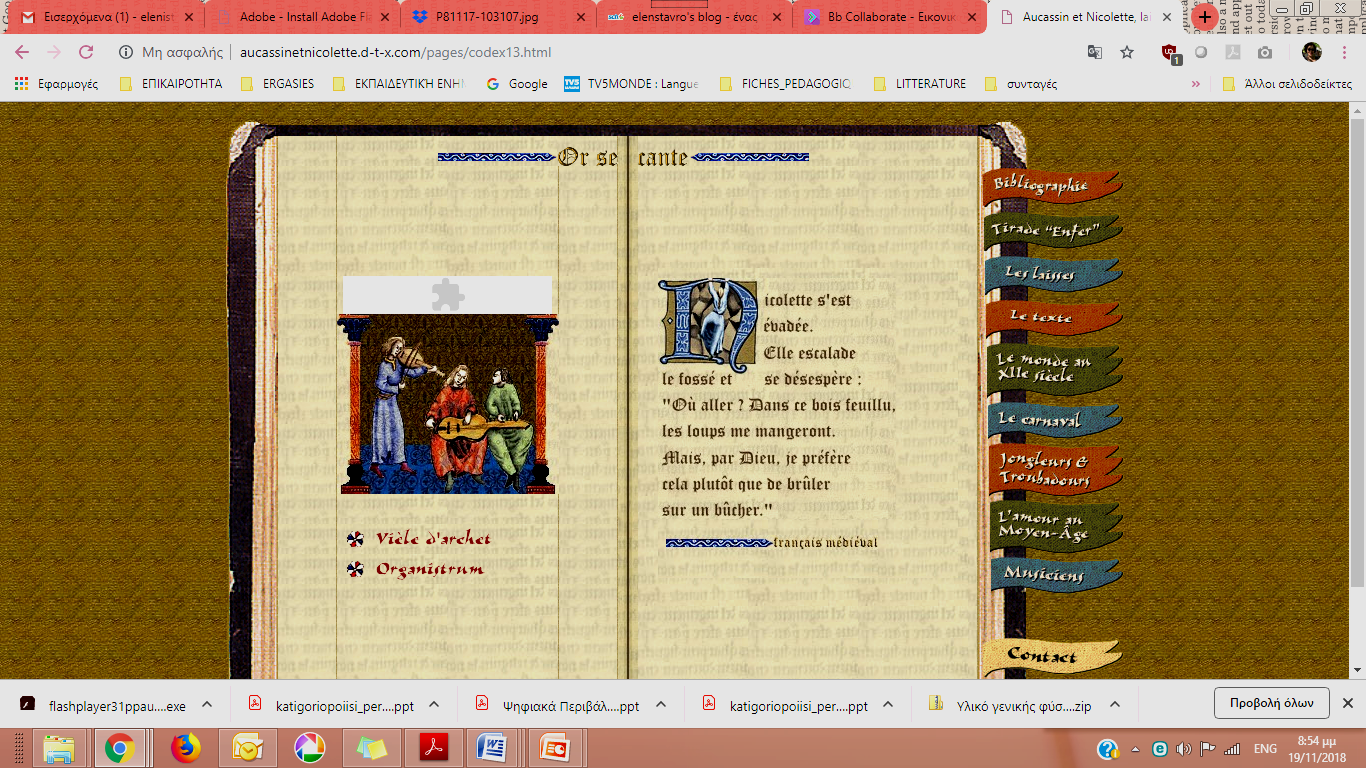 Εισερχόμενα (1) - elenist
Adobe - Install Adobe Fl
P81117-103107.jpg
elenstavro's blog - ένας
Bb Collaborate - Εικονικ
Aucassin et Nicolette, la
Μη ασφαλής
aucassinetnicolette.d-t-x.com/pages/codex13.html
Εφαρμογές
ΕΠΙΚΑΙΡΟΤΗΤΑ
ERGASIES
ΕΚΠΑΙΔΕΥΤΙΚΗ ΕΝΗΜ
Google
TV5MONDE : Langue
FICHES_PEDAGOGIQ
LITTERATURE
συνταγές
Άλλοι σελιδοδείκτες
Or se cante
Nicolette s'est
évadée.
Elle escalade
le fossé et se désespère :
"Où aller ? Dans ce bois feuillu,
les loups me mangeront.
Mais, par Dieu, je préfère
cela plutôt que de brûler
sur un bûcher."
français médiéval
Vièle d'archet
Organistrum
Bibliographie
Tirade "Enfer"
Les laisses
Le texte
Le monde au
XIIe siècle
Le carnaval
Jongleurs &
Troubadours
L'amour au
Moyen-Âge
Musiciens
Contact
flashplayer31ppau....exe
katigoriopoiisi_per....ppt
Ψηφιακά Περιβάλ....ppt
katigoriopoiisi_per....ppt
Υλικό γενικής φύσ....zip
Προβολή όλων
ENG
8:54 μμ
19/11/2018